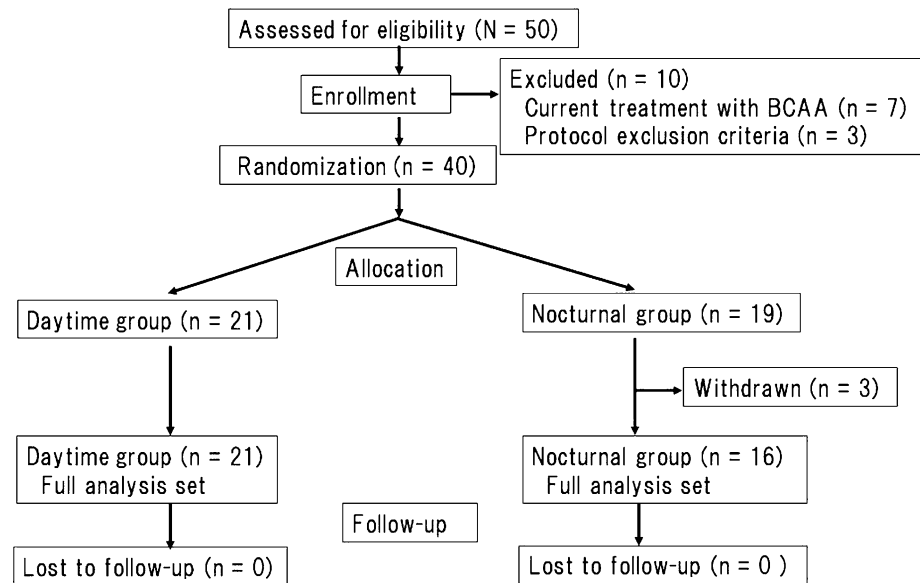 Assessed for eligibility (N = 50)
Enrollment
Excluded (n = 10)
Current treatment with BCAA (n = 7)
Protocol exclusion criteria (n = 3)
Randomization (n = 40)
Allocation
Daytime group (n = 21)
Nocturnal group (n = 19)
Withdrawn (n = 3)
Daytime group (n = 21)
Full analysis set
Nocturnal group (n = 16)
Full analysis set
Follow-up
Lost to follow-up (n = 0)
Lost to follow-up (n = 0 )